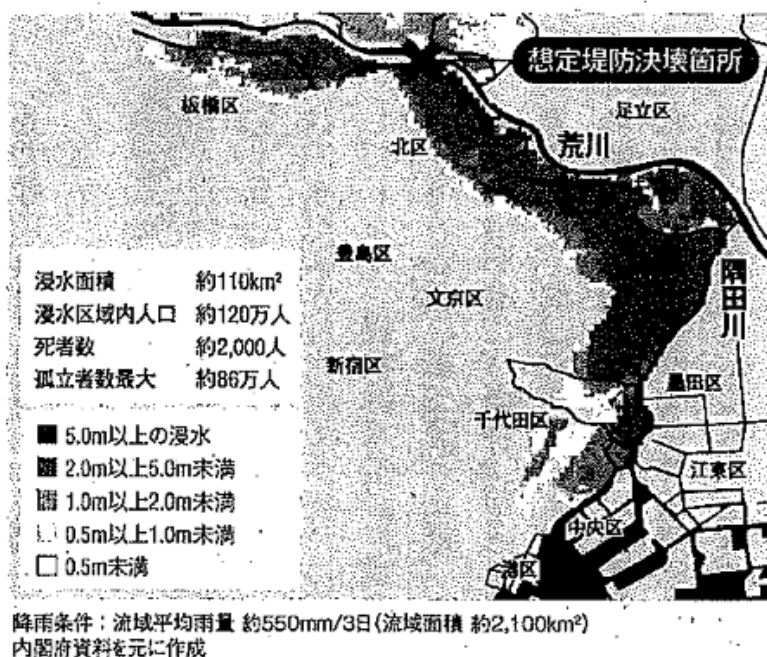 想定堤防決壊箇所
板橋区
足立区
北区
荒川
豊島区
文京区
隅田川
浸水面積 約110km²
浸水区域内人口 約120万人
死者数 約2,000人
孤立者数最大 約86万人
新宿区
墨田区
千代田区
江東区
中央区
港区
5.0m以上の浸水
2.0m以上5.0m未満
1.0m以上2.0m未満
0.5m以上1.0m未満
0.5m未満
降雨条件：流域平均雨量 約550mm/3日(流域面積 約2,100km²)
内閣府資料を元に作成